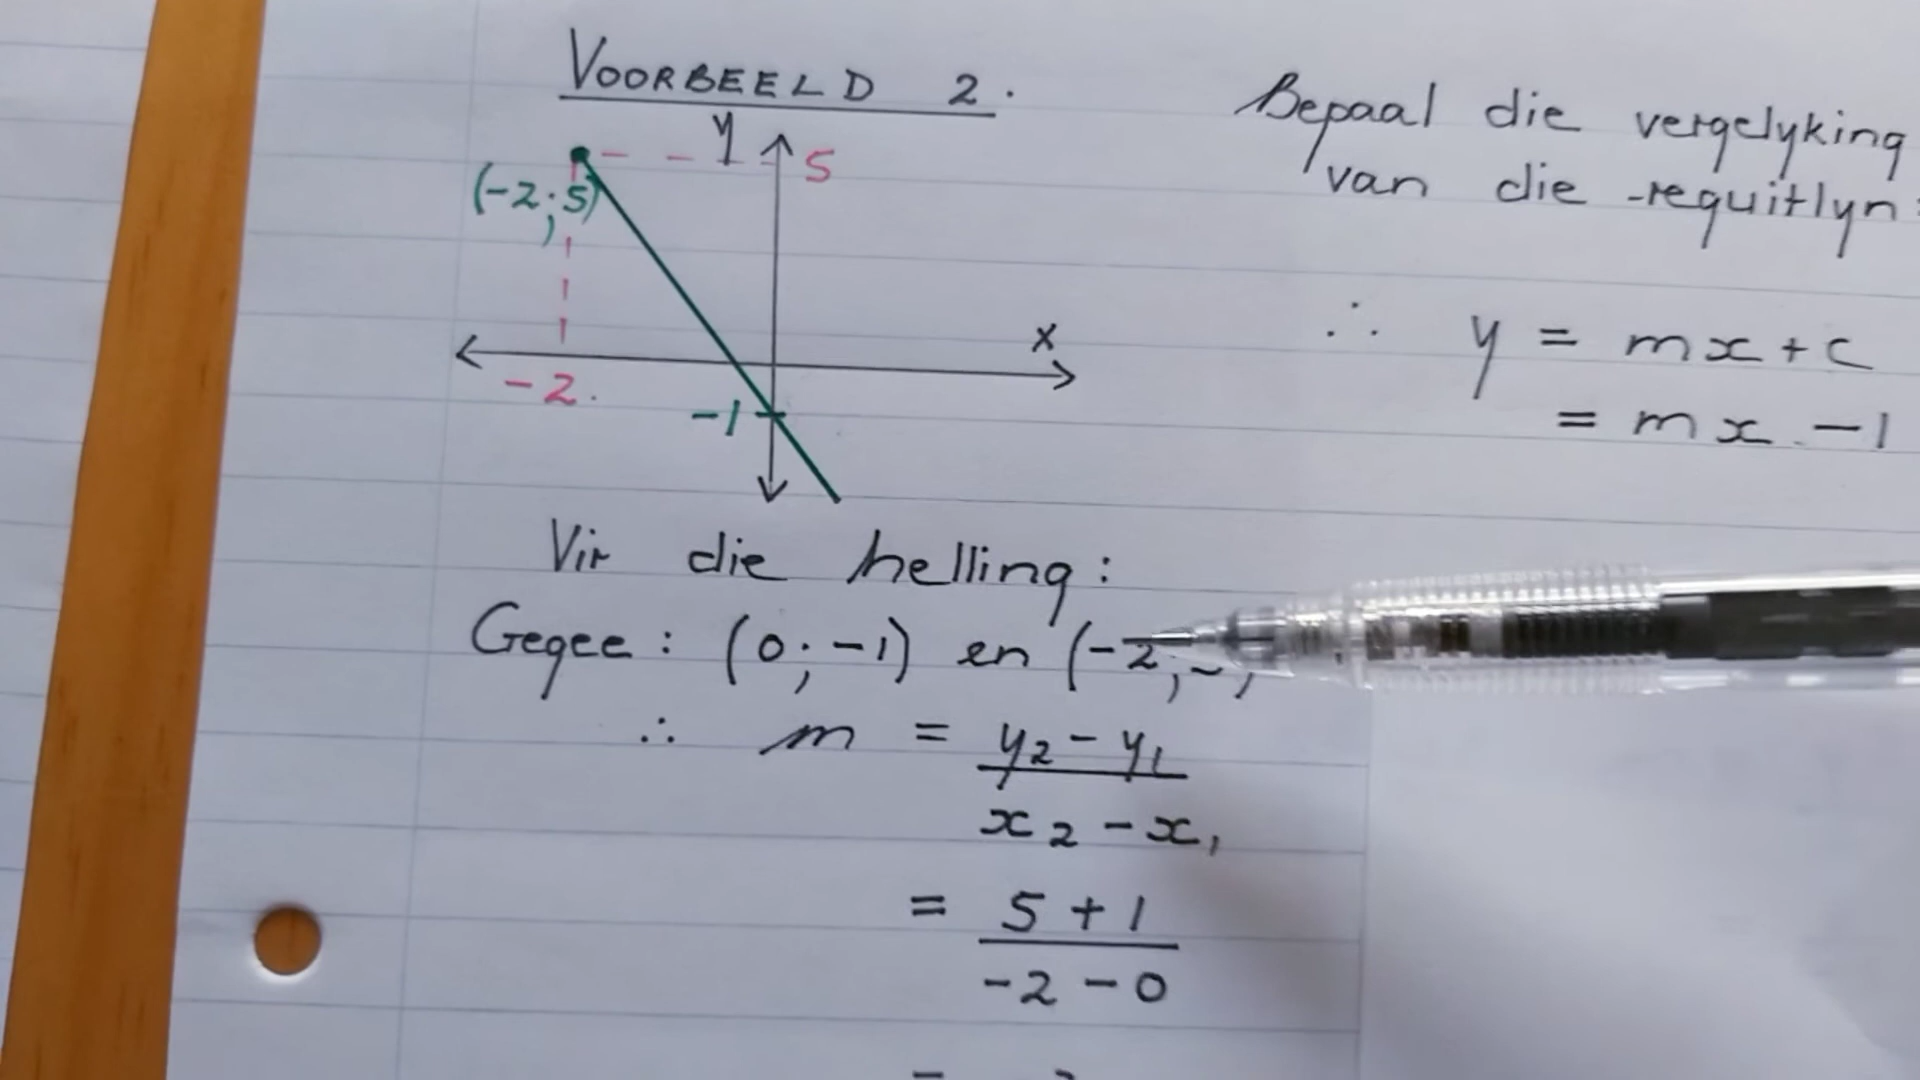 VOORBEELD 2.
Bepaal die vergelyking
van die reguitlyn:
y
5
(-2;5)
x
-2.
-1
∴ y = mx + c
= mx - 1
Vir die helling:
Gegee: (0; -1) en (-2;
∴ m = y2 - y1
x2 - x1
= 5 + 1
-2 - 0